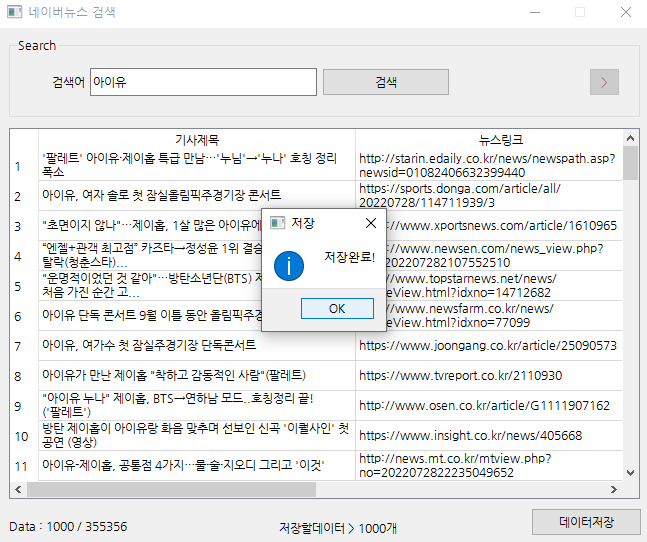 네이버뉴스 검색
Search
검색어 아이유 검색 >
기사제목 뉴스링크
1 '팔레트' 아이유·제이홉 특급 만남…'누님'→'누나' 호칭 정리 폭소
http://starin.edaily.co.kr/news/newspath.asp?
newsid=01082406632399440
2 아이유, 여자 솔로 첫 잠실올림픽주경기장 콘서트
https://sports.donga.com/article/all/
20220728/114711939/3
3 "초면이지 않나"…제이홉, 1살 많은 아이유에
//www.xportsnews.com/article/1610965
4 "엔젤+관객 최고점” 카즈타→정성윤 1위 결승
탈락(청춘스타)...
//www.newsen.com/news_view.php?
202207282107552510
5 "운명적이었던 것 같아"…방탄소년단(BTS) 제
처음 가진 순간 고...
//www.topstarnet.net/news/
eView.html?idxno=14712682
6 아이유 단독 콘서트 9월 이틀 동안 올림픽주경
//www.newsfarm.co.kr/news/
eView.html?idxno=77099
7 아이유, 여가수 첫 잠실주경기장 단독콘서트
https://www.joongang.co.kr/article/25090573
8 아이유가 만난 제이홉 "착하고 감동적인 사람"(팔레트)
https://www.tvreport.co.kr/2110930
9 "아이유 누나" 제이홉, BTS→연하남 모드..호칭정리 끝!
('팔레트')
http://www.osen.co.kr/article/G1111907162
10 방탄 제이홉이 아이유랑 화음 맞추며 선보인 신곡 '이럴사인' 첫
공연 (영상)
https://www.insight.co.kr/news/405668
11 아이유-제이홉, 공통점 4가지…물·술·지오디 그리고 '이것'
http://news.mt.co.kr/mtview.php?
no=2022072822235049652
저장
저장완료!
OK
Data : 1000 / 355356 저장할데이터 > 1000개 데이터저장